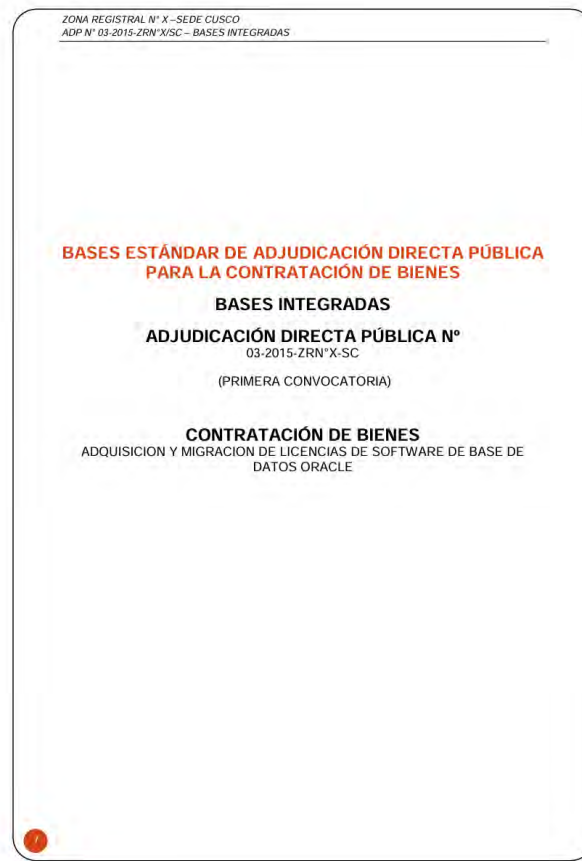 ZONA REGISTRAL N° X –SEDE CUSCO
ADP N° 03-2015-ZRN°X/SC – BASES INTEGRADAS
BASES ESTÁNDAR DE ADJUDICACIÓN DIRECTA PÚBLICA
PARA LA CONTRATACIÓN DE BIENES
BASES INTEGRADAS
ADJUDICACIÓN DIRECTA PÚBLICA Nº
03-2015-ZRN°X-SC
(PRIMERA CONVOCATORIA)
CONTRATACIÓN DE BIENES
ADQUISICION Y MIGRACION DE LICENCIAS DE SOFTWARE DE BASE DE
DATOS ORACLE
1